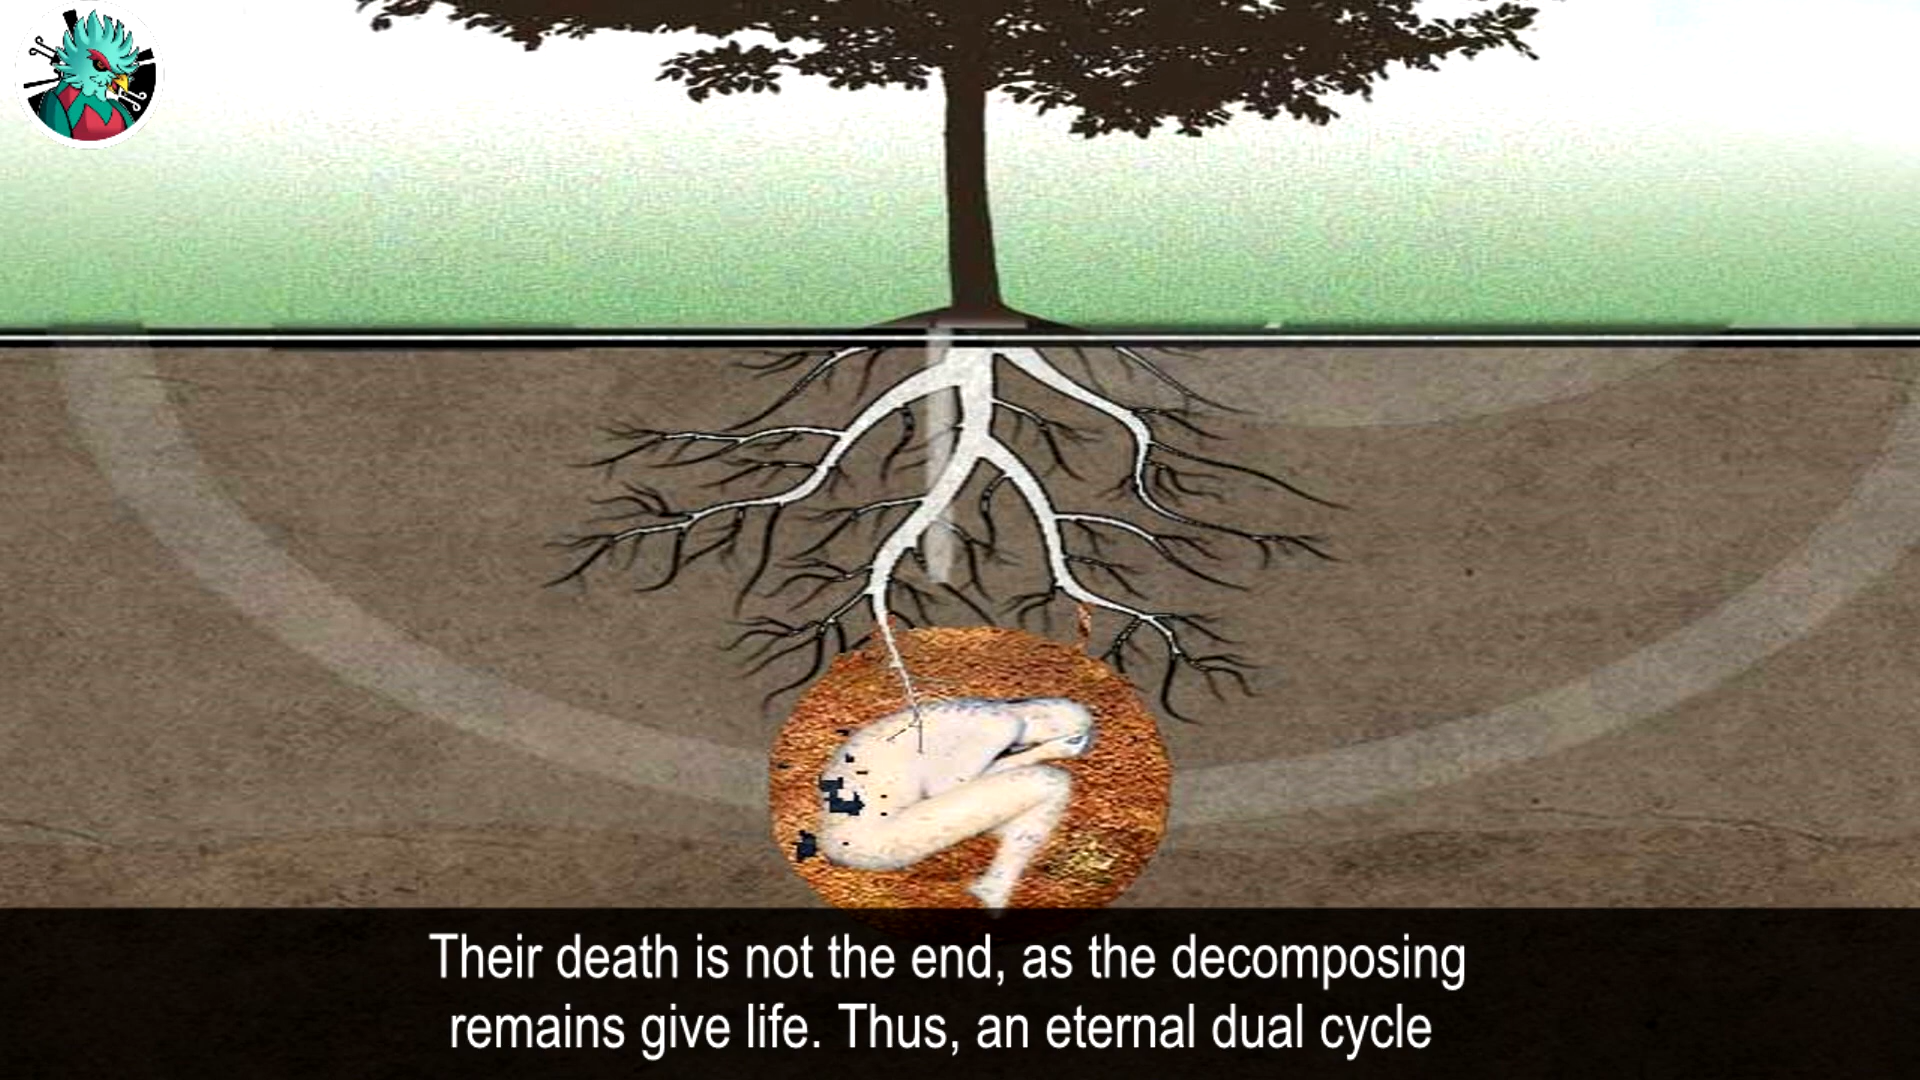 Their death is not the end, as the decomposing
remains give life. Thus, an eternal dual cycle